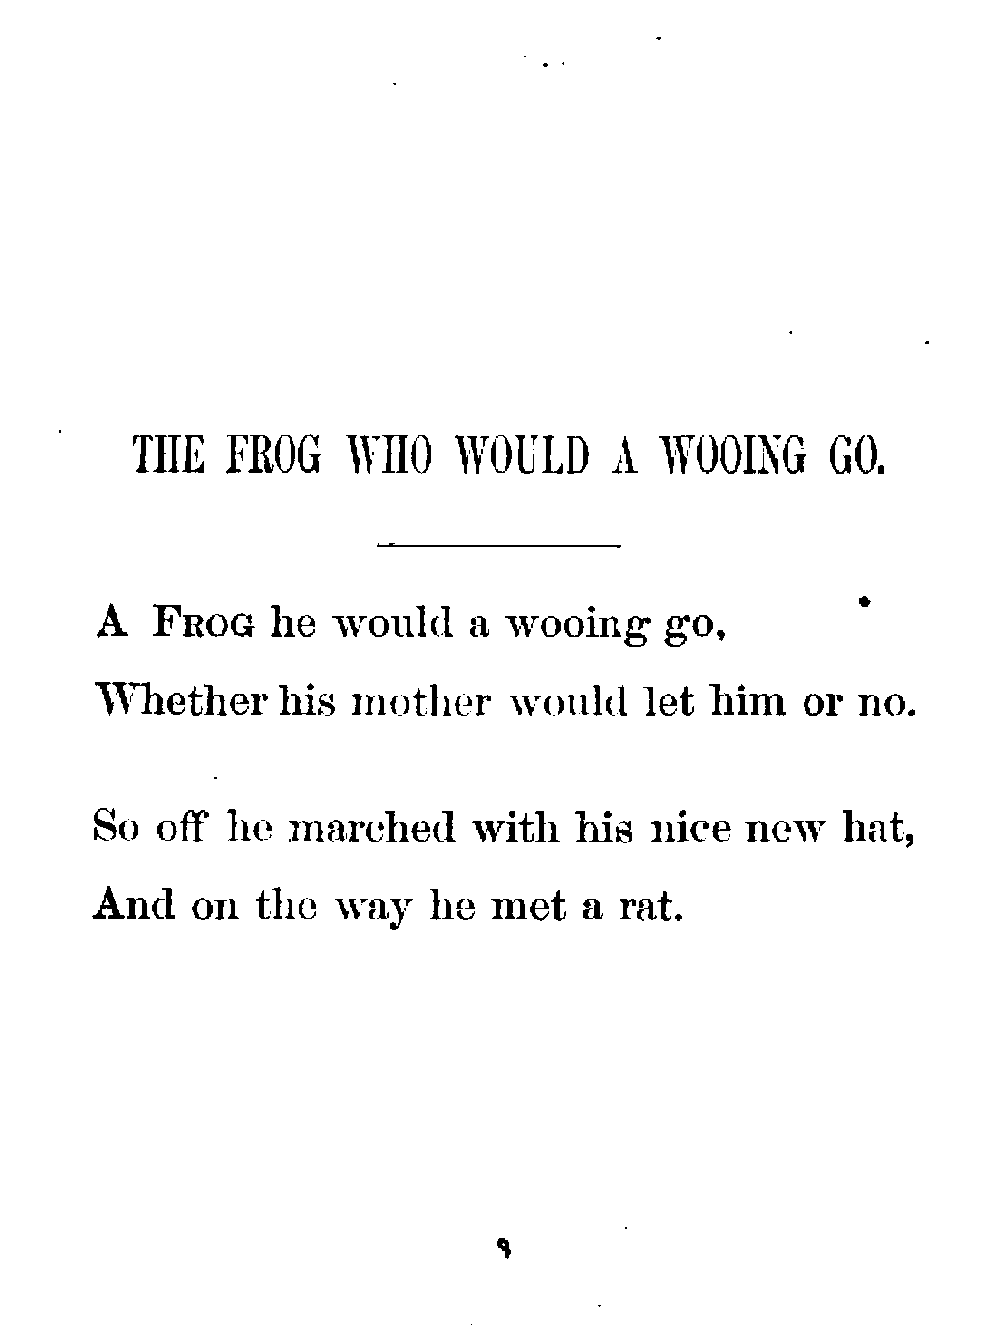 THE FROG WHO WOULD A WOOING GO.
A FROG he would a wooing go,
Whether his mother would let him or no.
So off he marched with his nice new hat,
And on the way he met a rat.
9